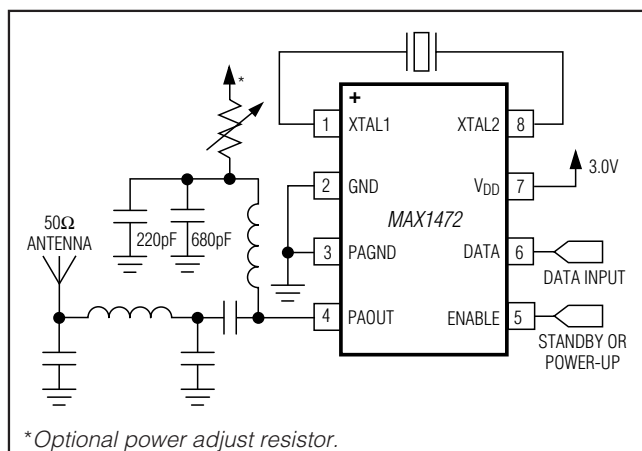 *
+
1 XTAL1 XTAL2 8
2 GND VDD 7 3.0V
MAX1472
50Ω
ANTENNA
220pF 680pF
3 PAGND DATA 6
DATA INPUT
4 PAOUT ENABLE 5
STANDBY OR
POWER-UP
*Optional power adjust resistor.